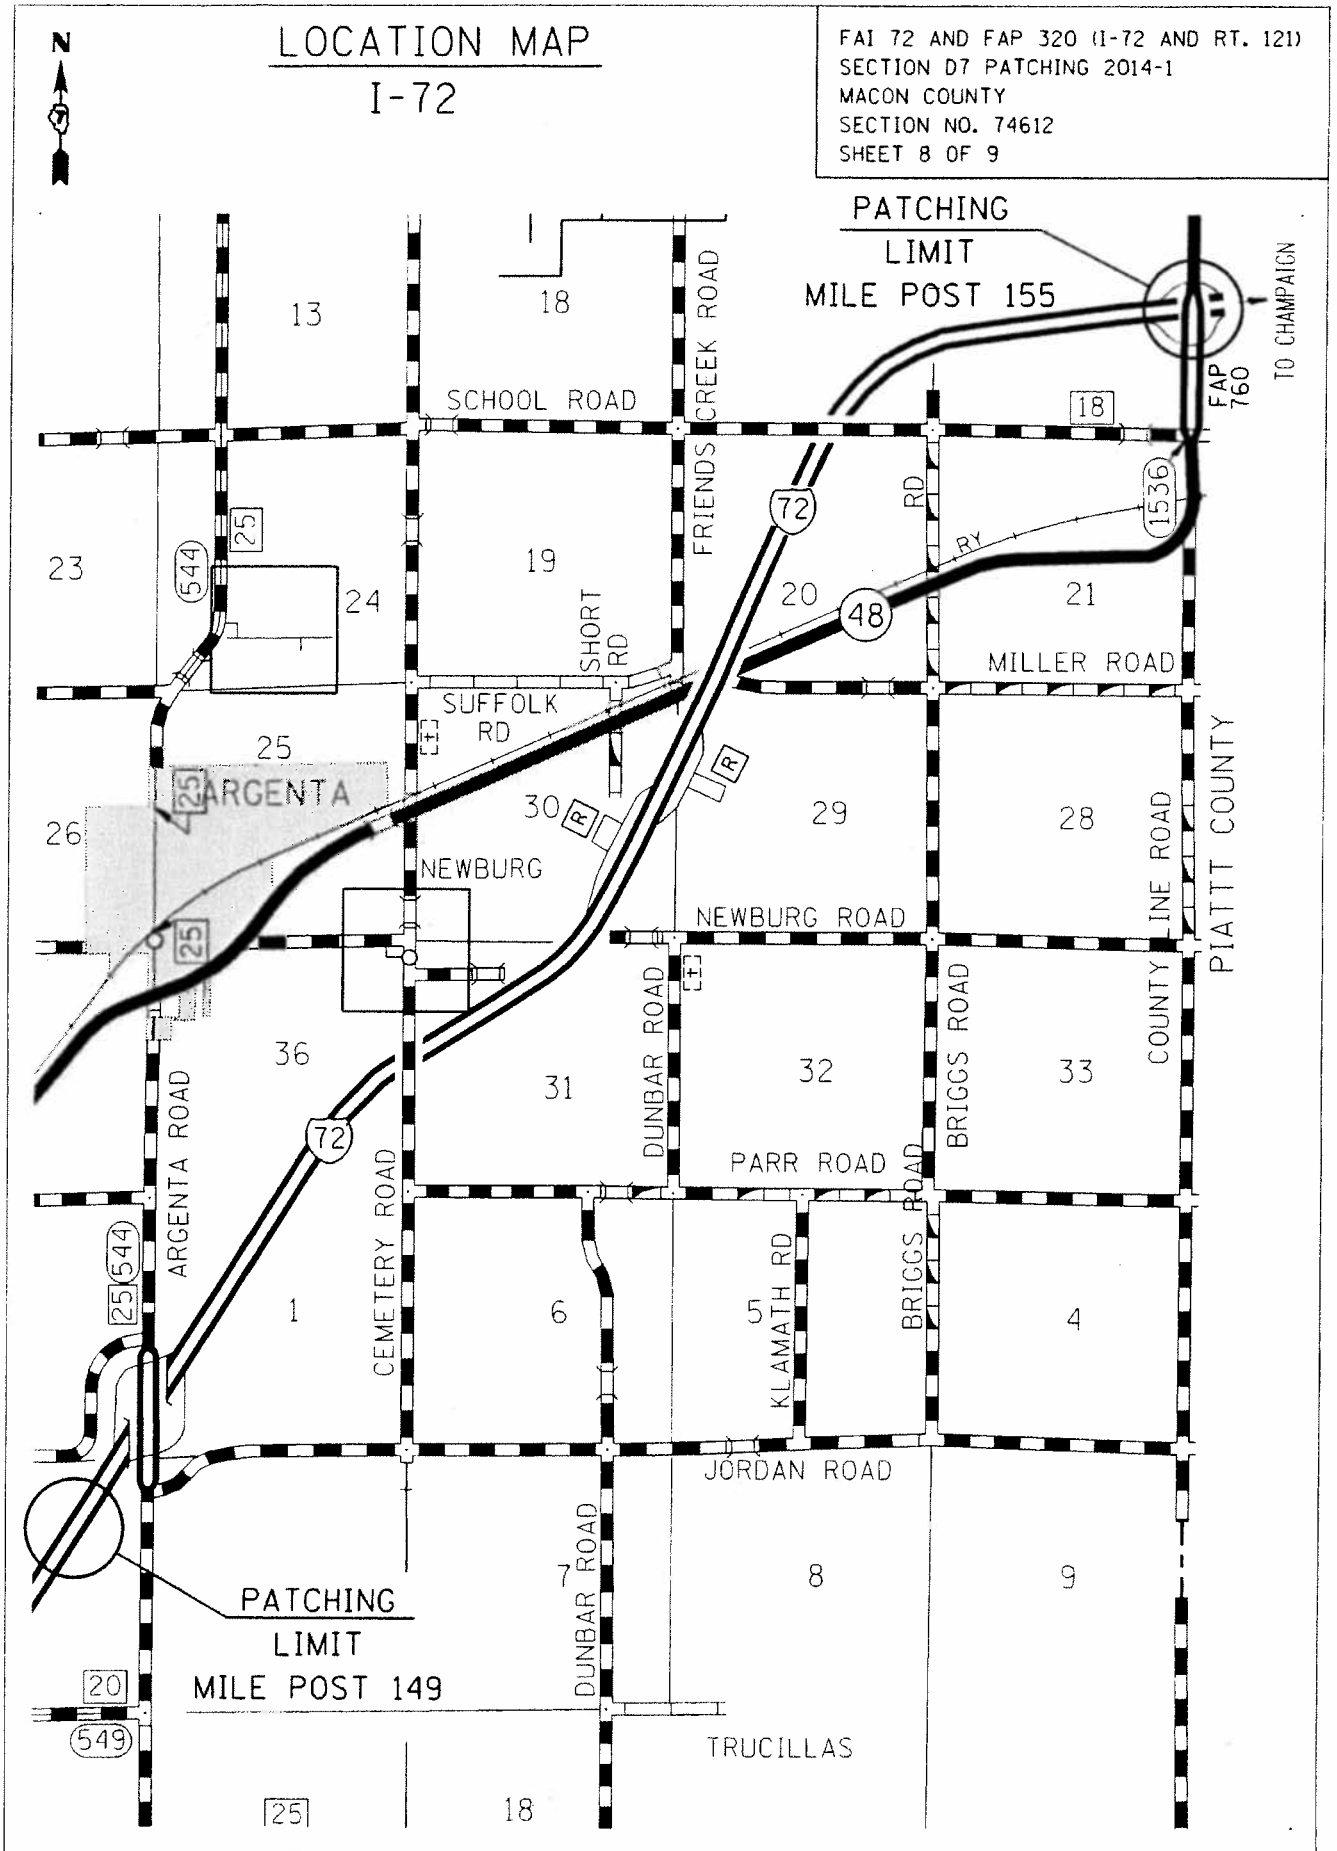 N
LOCATION MAP
I-72
FAI 72 AND FAP 320 (I-72 AND RT. 121)
SECTION D7 PATCHING 2014-1
MACON COUNTY
SECTION NO. 74612
SHEET 8 OF 9
PATCHING
LIMIT
MILE POST 155
TO CHAMPAIGN
FAP
760
13
18
FRIENDS CREEK ROAD
SCHOOL ROAD
18
1536
72
RD
RY
25
544
23
24
19
SHORT
RD
20
48
21
MILLER ROAD
SUFFOLK
RD
25
25
ARGENTA
26
30
R
R
29
28
COUNTY LINE ROAD
PIATTT COUNTY
NEWBURG
NEWBURG ROAD
25
DUNBAR ROAD
BRIGGS ROAD
36
31
32
33
72
ARGENTA ROAD
CEMETERY ROAD
PARR ROAD
544
25
1
6
5
KLAMATH RD
BRIGGS ROAD
4
JORDAN ROAD
PATCHING
LIMIT
MILE POST 149
7
DUNBAR ROAD
8
9
20
549
TRUCILLAS
25
18